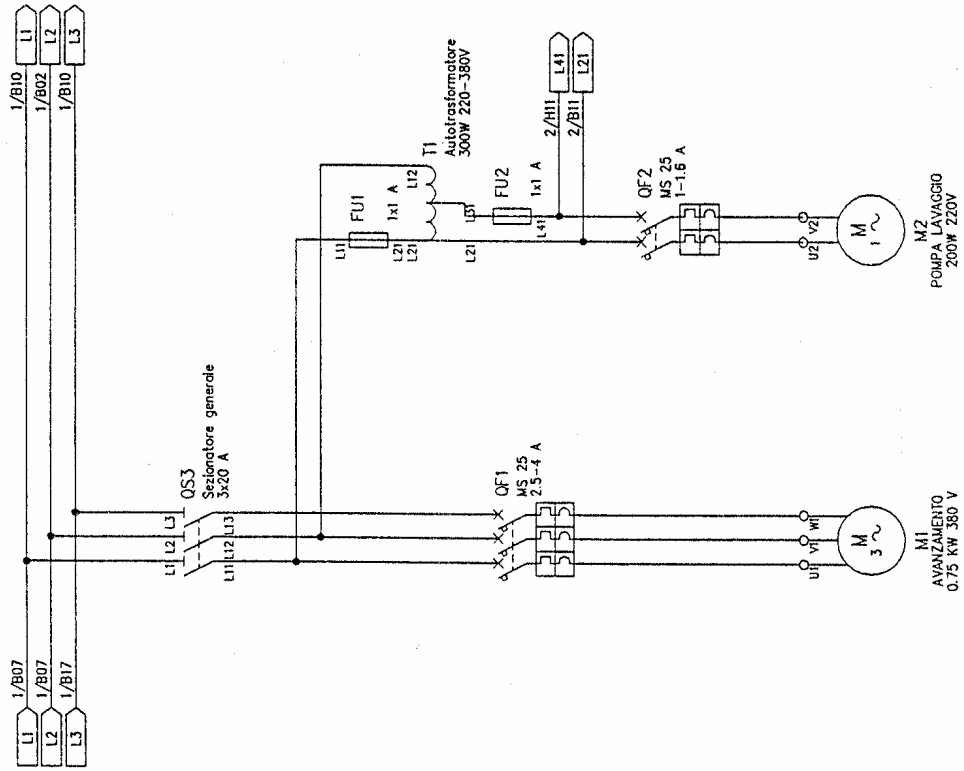 L1
L2
L3
1/B07
1/B07
1/B17
1/B10
1/B02
1/B10
L1
L2
L3
L1
L2
L3
QS3
Sezionatore generale
3x20 A
L11
L12
L13
L11
FU1
1x1 A
L21
L21
L12
T1
Autotrasformatore
300W 220-380V
L31
L21
FU2
1x1 A
L41
2/H11
2/B11
L41
L21
QF1
MS 25
2.5-4 A
QF2
MS 25
1-1.6 A
U1
V1
W1
M
3 ~
M1
AVANZAMENTO
0.75 KW 380 V
U2
V2
M
1 ~
M2
POMPA LAVAGGIO
200W 220V